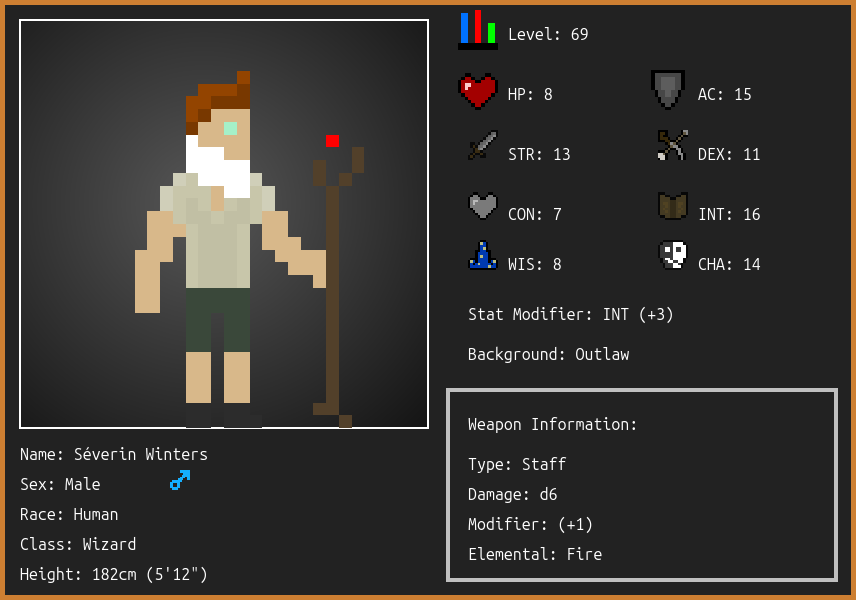 Level: 69
HP: 8
AC: 15
STR: 13
DEX: 11
CON: 7
INT: 16
WIS: 8
CHA: 14
Stat Modifier: INT (+3)
Background: Outlaw
Name: Séverin Winters
Sex: Male
Race: Human
Class: Wizard
Height: 182cm (5'12")
Weapon Information:
Type: Staff
Damage: d6
Modifier: (+1)
Elemental: Fire